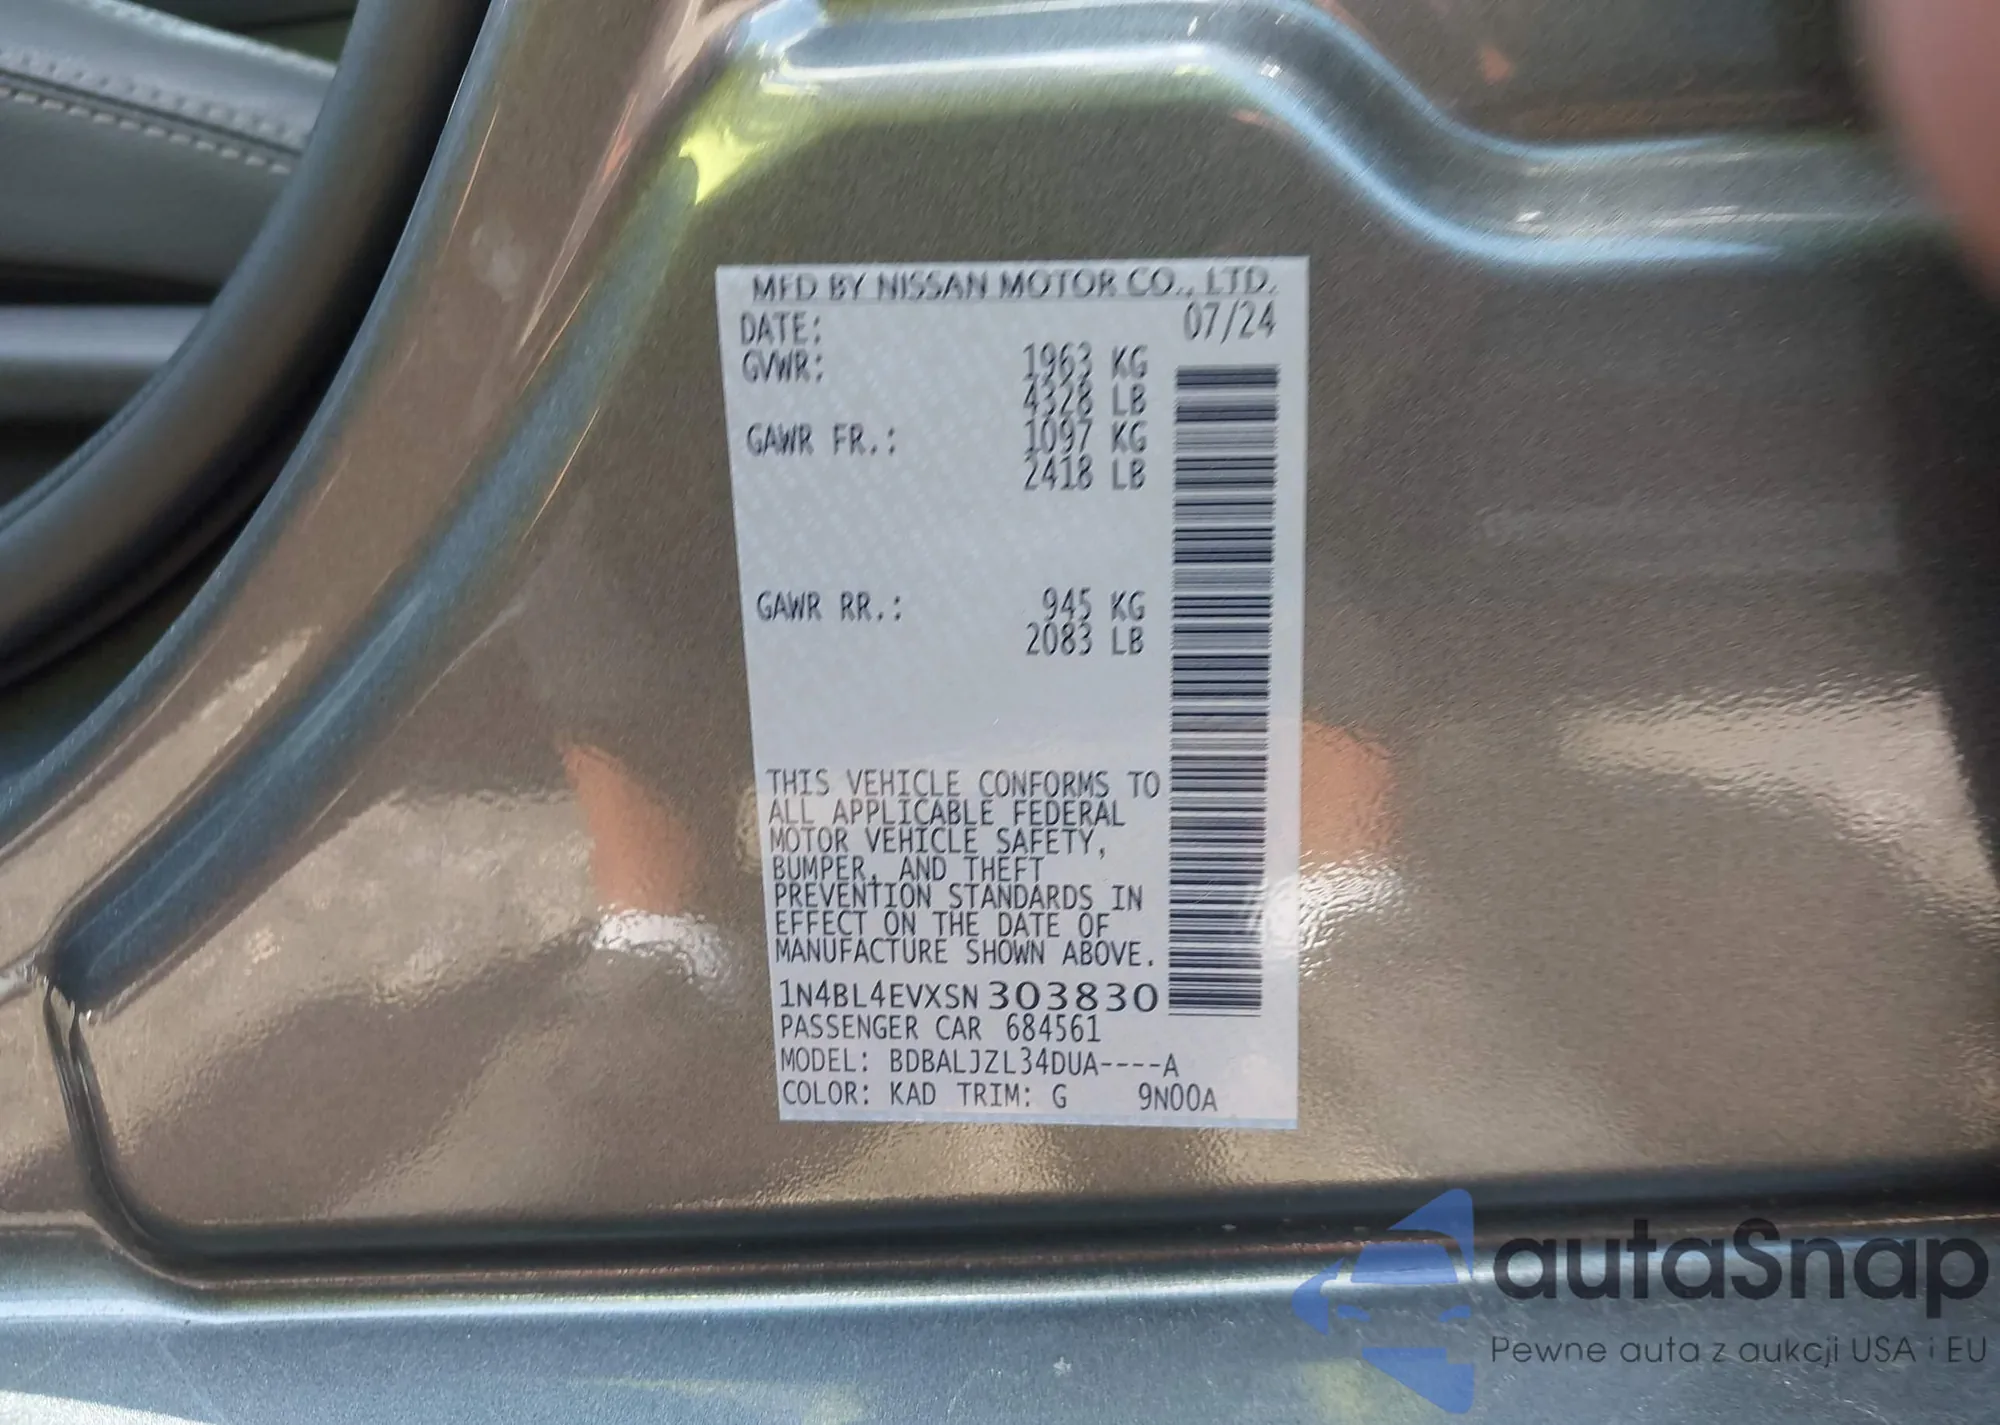 MFD BY NISSAN MOTOR CO., LTD.
DATE: 07/24
GVWR: 1963 KG
4328 LB
GAWR FR.: 1097 KG
2418 LB
GAWR RR.: 945 KG
2083 LB
THIS VEHICLE CONFORMS TO
ALL APPLICABLE FEDERAL
MOTOR VEHICLE SAFETY,
BUMPER, AND THEFT
PREVENTION STANDARDS IN
EFFECT ON THE DATE OF
MANUFACTURE SHOWN ABOVE.
1N4BL4EVXSN303830
PASSENGER CAR 684561
MODEL: BDBALJZL34DUA----A
COLOR: KAD TRIM: G 9N00A
autaSnap
Pewne auta z aukcji USA i EU